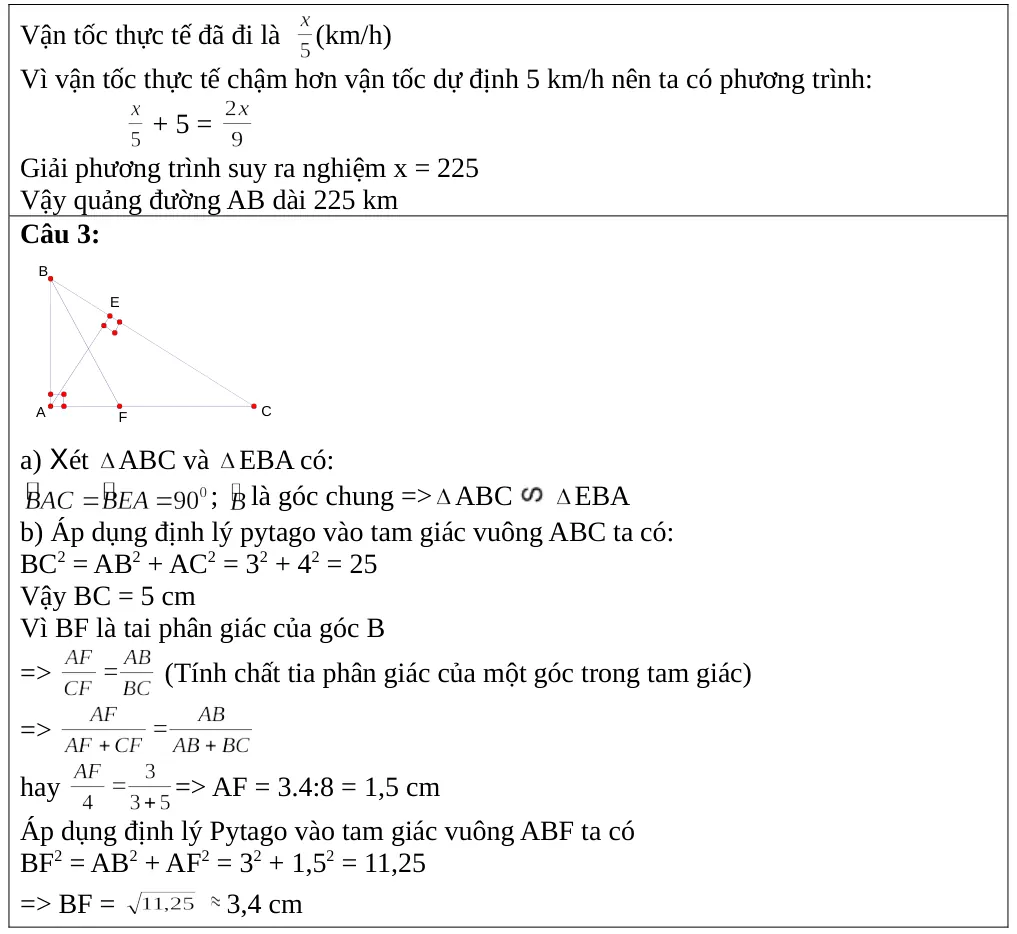 Vận tốc thực tế đã đi là x/5 (km/h)
Vì vận tốc thực tế chậm hơn vận tốc dự định 5 km/h nên ta có phương trình:
x/5 + 5 = 2x/9
Giải phương trình suy ra nghiệm x = 225
Vậy quảng đường AB dài 225 km
Câu 3:
B
E
A
F
C
a) Xét Δ ABC và Δ EBA có:
BAC = BEA = 90⁰ ; B là góc chung => Δ ABC ∽ Δ EBA
b) Áp dụng định lý pytago vào tam giác vuông ABC ta có:
BC² = AB² + AC² = 3² + 4² = 25
Vậy BC = 5 cm
Vì BF là tai phân giác của góc B
=> AF/CF = AB/BC (Tính chất tia phân giác của một góc trong tam giác)
=> AF/(AF + CF) = AB/(AB + BC)
hay AF/4 = 3/(3 + 5) => AF = 3.4:8 = 1,5 cm
Áp dụng định lý Pytago vào tam giác vuông ABF ta có
BF² = AB² + AF² = 3² + 1,5² = 11,25
=> BF = √11,25 ≈ 3,4 cm